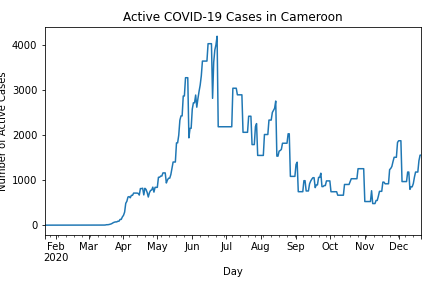 Active COVID-19 Cases in Cameroon
4000
3000
2000
1000
0
Number of Active Cases
Feb Mar Apr May Jun Jul Aug Sep Oct Nov Dec
2020
Day